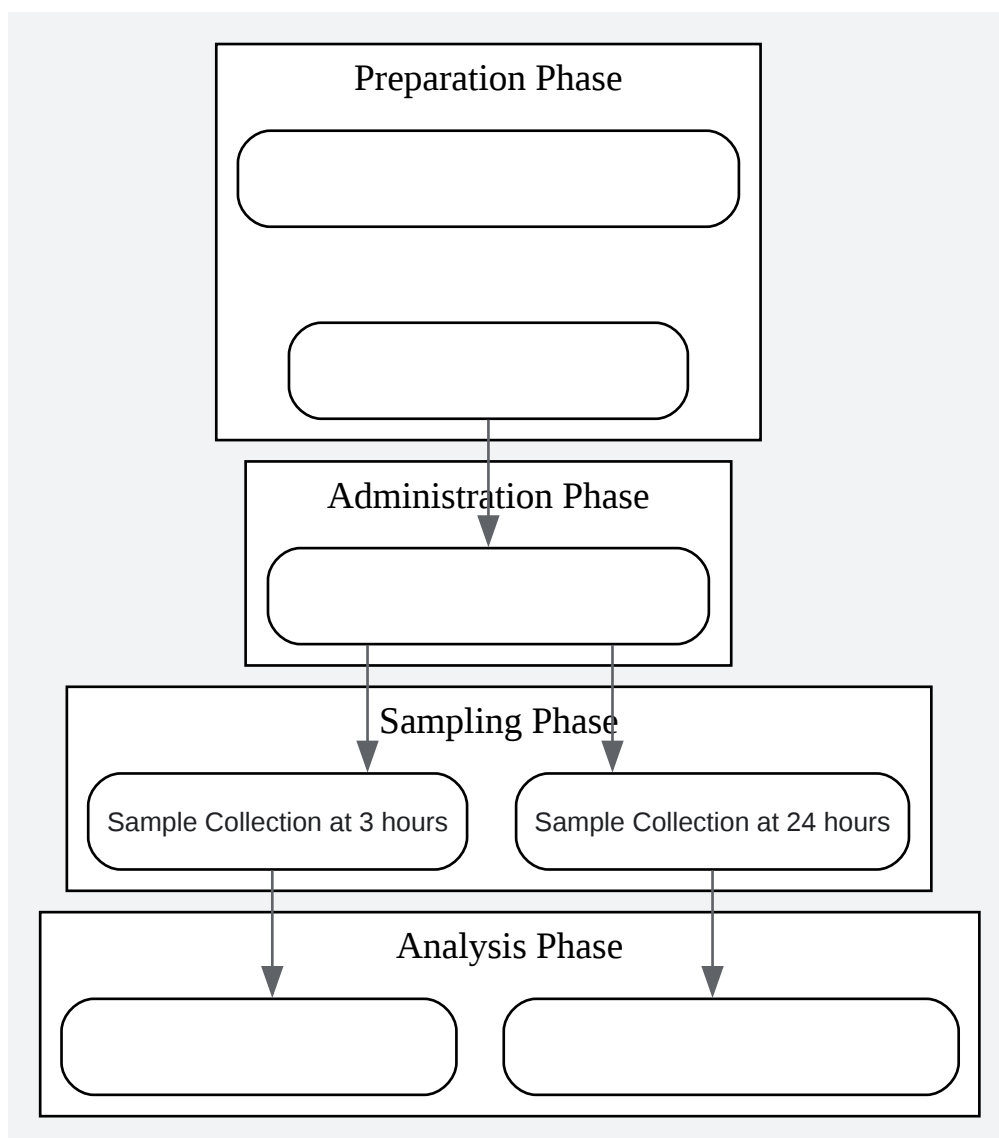 Preparation Phase
Administration Phase
Sampling Phase
Sample Collection at 3 hours
Sample Collection at 24 hours
Analysis Phase